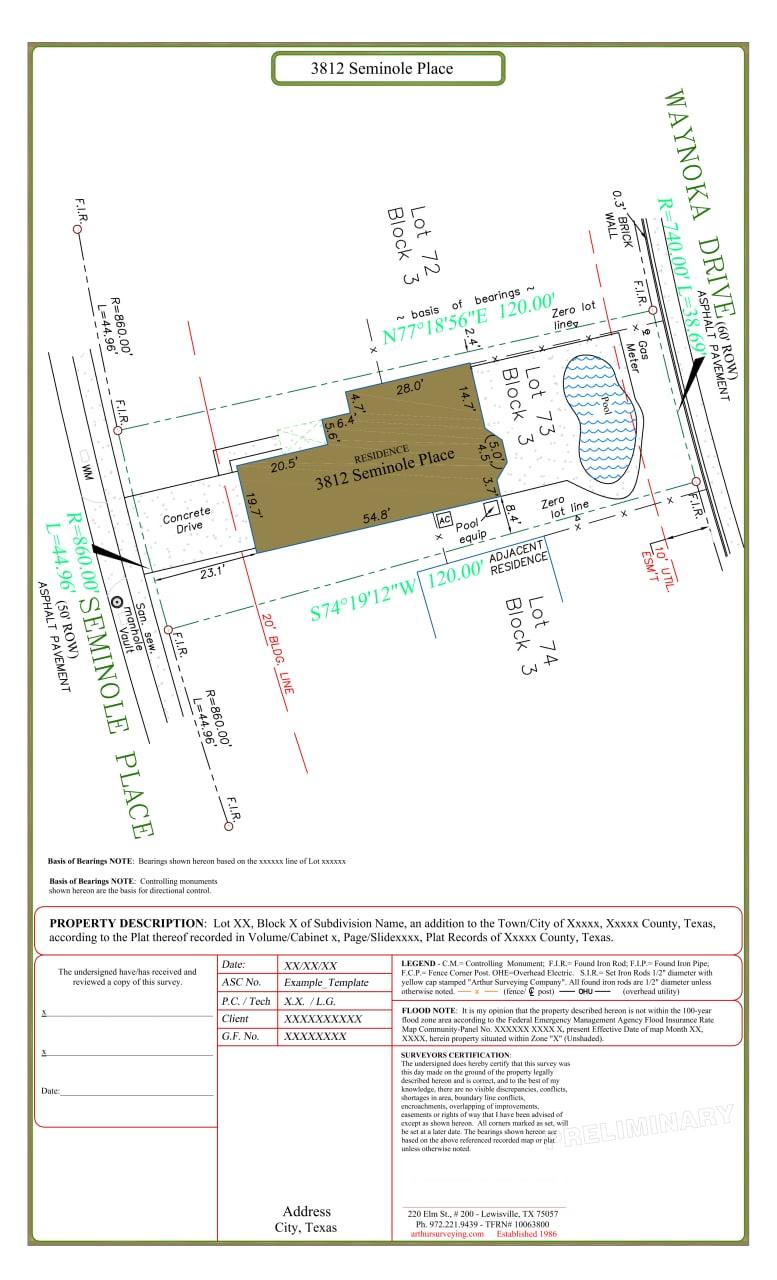 3812 Seminole Place
WAYNOKA DRIVE
(60' ROW)
ASPHALT PAVEMENT
R=740.00' L=38.69'
0.3' BRICK
WALL
F.I.R.
F.I.R.
R=860.00'
L=44.96'
F.I.R.
Lot 72
Block 3
~ basis of bearings ~
N77°18'56"E 120.00'
2.4'
Zero lot
line
Gas
Meter
Lot 73
Block 3
Pool
28.0'
14.7'
4.7'
6.4'
5.6'
20.5'
RESIDENCE
3812 Seminole Place
(5.0')
4.5'
3.7'
19.7'
54.8'
8.4'
Concrete
Drive
23.1'
WM
AC
Pool
equip
Zero
lot line
F.I.R.
ADJACENT
RESIDENCE
10' UTIL.
ESM'T
S74°19'12"W 120.00'
R=860.00'
L=44.96'
SEMINOLE PLACE
(50' ROW)
ASPHALT PAVEMENT
San. sew.
manhole
Vault
F.I.R.
20' BLDG. LINE
Lot 74
Block 3
R=860.00'
L=44.96'
F.I.R.
Basis of Bearings NOTE: Bearings shown hereon based on the xxxxxx line of Lot xxxxxx
Basis of Bearings NOTE: Controlling monuments
shown hereon are the basis for directional control.
PROPERTY DESCRIPTION: Lot XX, Block X of Subdivision Name, an addition to the Town/City of Xxxxx, Xxxxx County, Texas,
according to the Plat thereof recorded in Volume/Cabinet x, Page/Slidexxxx, Plat Records of Xxxxx County, Texas.
The undersigned have/has received and
reviewed a copy of this survey.
x
x
Date:
Date: XX/XX/XX
ASC No. Example_Template
P.C. / Tech X.X. / L.G.
Client XXXXXXXXXX
G.F. No. XXXXXXXX
Address
City, Texas
LEGEND - C.M.= Controlling Monument; F.I.R.= Found Iron Rod; F.I.P.= Found Iron Pipe;
F.C.P.= Fence Corner Post. OHE=Overhead Electric. S.I.R.= Set Iron Rods 1/2" diameter with
yellow cap stamped "Arthur Surveying Company". All found iron rods are 1/2" diameter unless
otherwise noted. x (fence/ ℄ post) OHU (overhead utility)
FLOOD NOTE: It is my opinion that the property described hereon is not within the 100-year
flood zone area according to the Federal Emergency Management Agency Flood Insurance Rate
Map Community-Panel No. XXXXXX XXXX X, present Effective Date of map Month XX,
XXXX, herein property situated within Zone "X" (Unshaded).
SURVEYORS CERTIFICATION:
The undersigned does hereby certify that this survey was
this day made on the ground of the property legally
described hereon and is correct, and to the best of my
knowledge, there are no visible discrepancies, conflicts,
shortages in area, boundary line conflicts,
encroachments, overlapping of improvements,
easements or rights of way that I have been advised of
except as shown hereon. All corners marked as set, will
be set at a later date. The bearings shown hereon are
based on the above referenced recorded map or plat
unless otherwise noted.
PRELIMINARY
220 Elm St., # 200 - Lewisville, TX 75057
Ph. 972.221.9439 - TFRN# 10063800
arthursurveying.com Established 1986